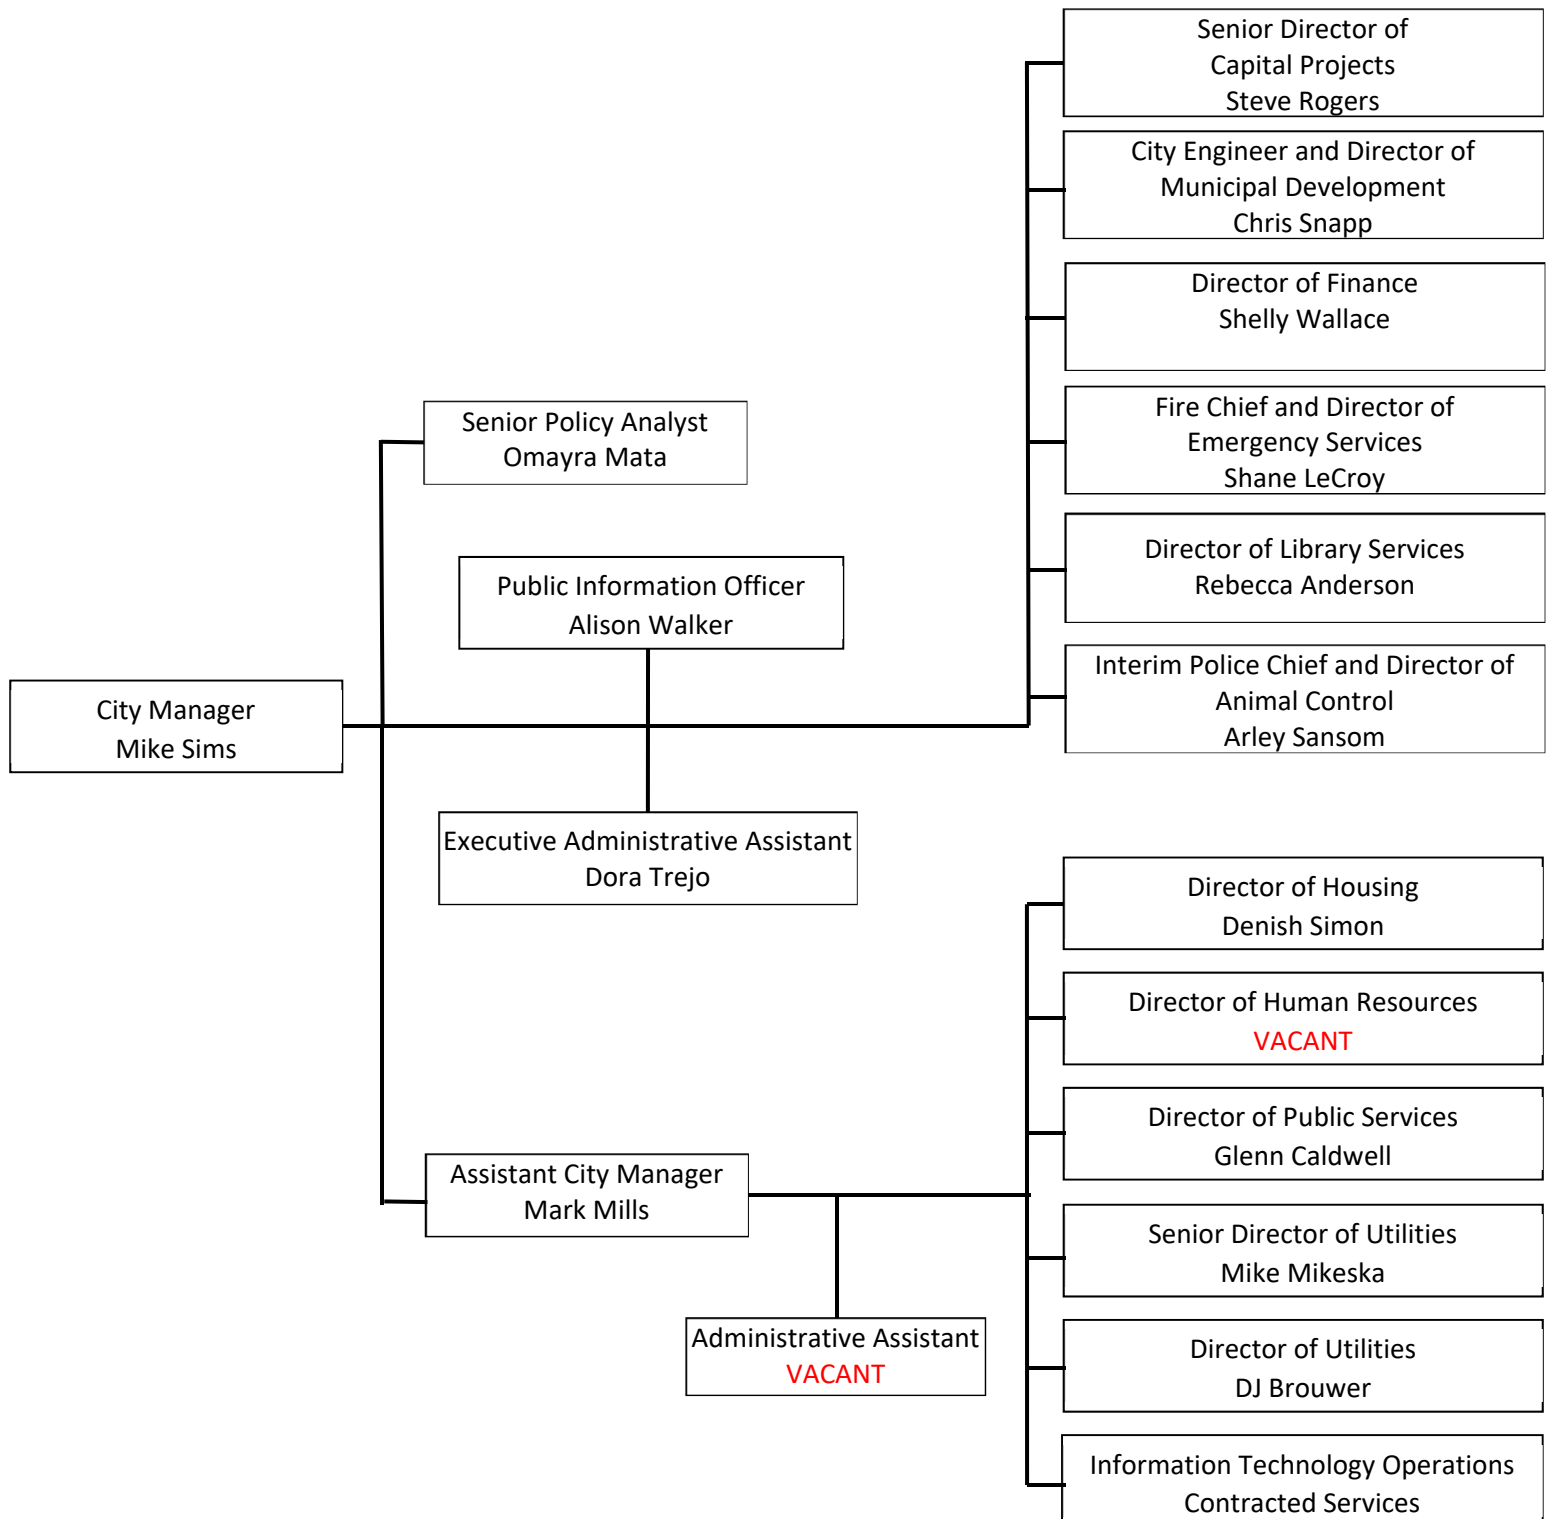 Senior Director of
Capital Projects
Steve Rogers
City Engineer and Director of
Municipal Development
Chris Snapp
Director of Finance
Shelly Wallace
Senior Policy Analyst
Omayra Mata
Fire Chief and Director of
Emergency Services
Shane LeCroy
Public Information Officer
Alison Walker
Director of Library Services
Rebecca Anderson
City Manager
Mike Sims
Interim Police Chief and Director of
Animal Control
Arley Sansom
Executive Administrative Assistant
Dora Trejo
Director of Housing
Denish Simon
Director of Human Resources
VACANT
Director of Public Services
Glenn Caldwell
Assistant City Manager
Mark Mills
Senior Director of Utilities
Mike Mikeska
Administrative Assistant
VACANT
Director of Utilities
DJ Brouwer
Information Technology Operations
Contracted Services